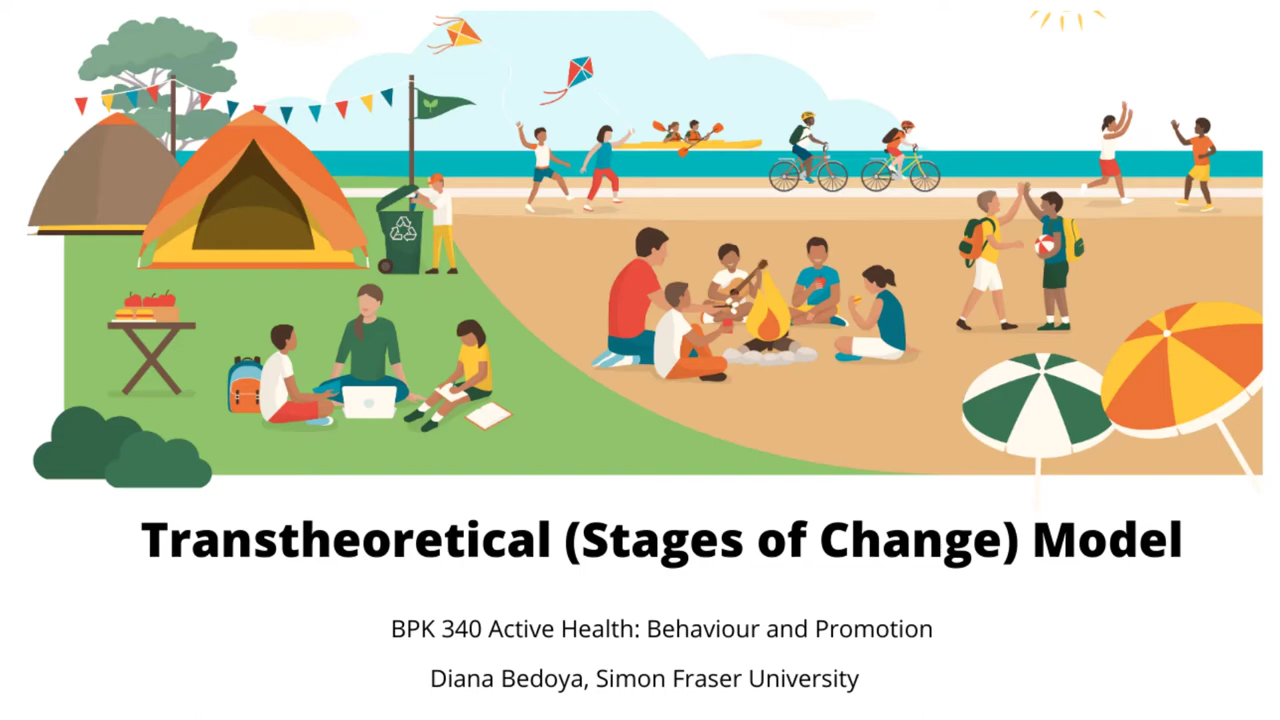 Transtheoretical (Stages of Change) Model
BPK 340 Active Health: Behaviour and Promotion
Diana Bedoya, Simon Fraser University